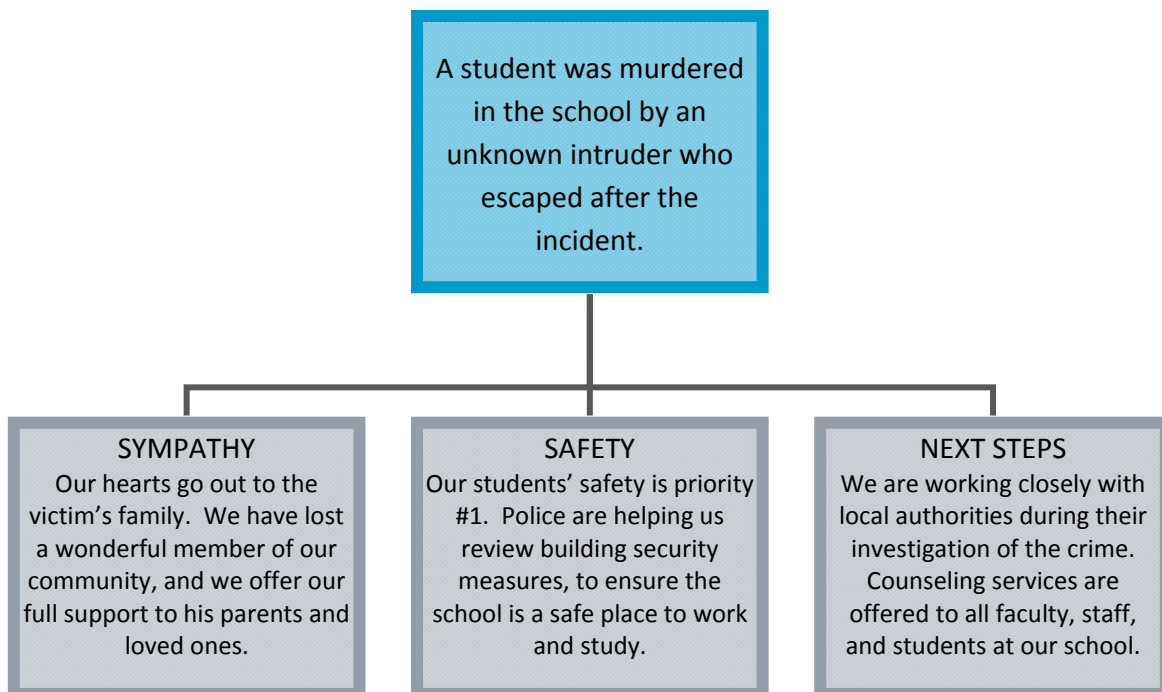 A student was murdered
in the school by an
unknown intruder who
escaped after the
incident.
SYMPATHY
Our hearts go out to the
victim’s family.  We have lost
a wonderful member of our
community, and we offer our
full support to his parents and
loved ones.
SAFETY
Our students’ safety is priority
#1.  Police are helping us
review building security
measures, to ensure the
school is a safe place to work
and study.
NEXT STEPS
We are working closely with
local authorities during their
investigation of the crime.
Counseling services are
offered to all faculty, staff,
and students at our school.